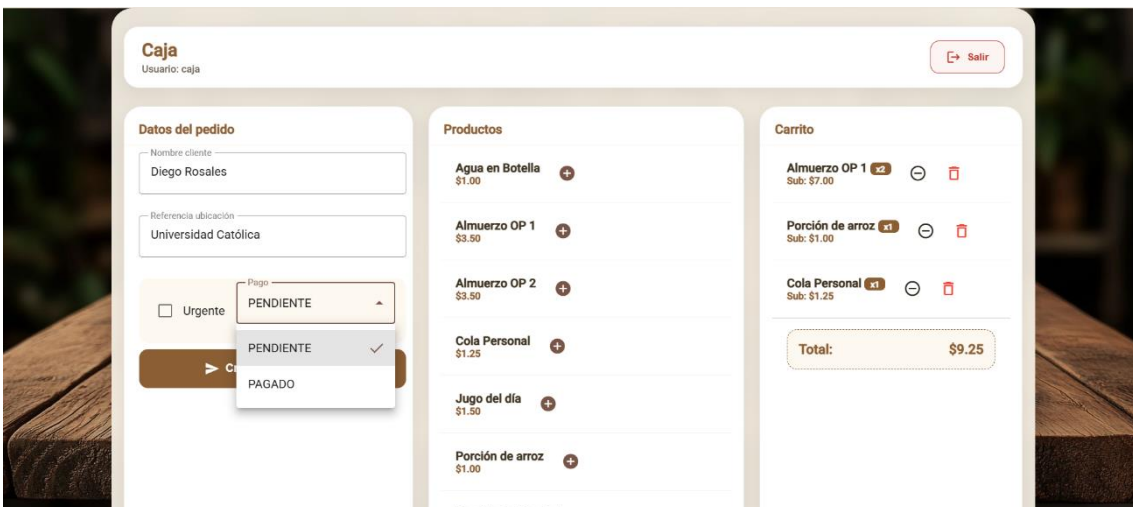 Caja
Usuario: caja
Salir
Datos del pedido
Nombre cliente
Diego Rosales
Referencia ubicación
Universidad Católica
Urgente
Pago
PENDIENTE
PENDIENTE
PAGADO
Productos
Agua en Botella
$1.00
Almuerzo OP 1
$3.50
Almuerzo OP 2
$3.50
Cola Personal
$1.25
Jugo del día
$1.50
Porción de arroz
$1.00
Carrito
Almuerzo OP 1 x2
Sub: $7.00
Porción de arroz x1
Sub: $1.00
Cola Personal x1
Sub: $1.25
Total: $9.25